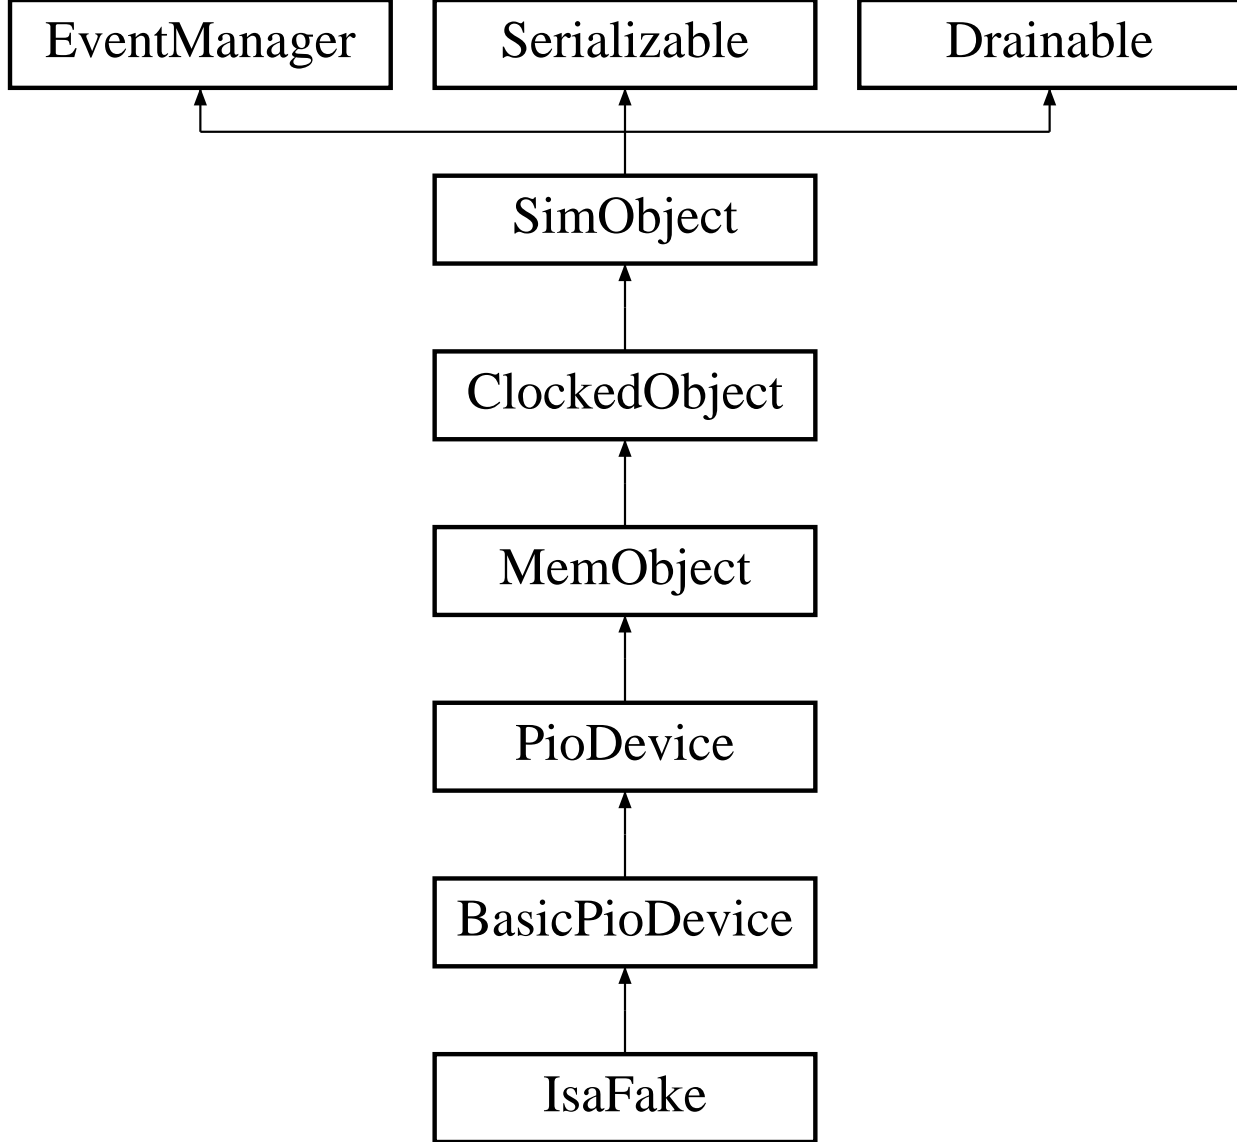 EventManager Serializable Drainable
SimObject
ClockedObject
MemObject
PioDevice
BasicPioDevice
IsaFake